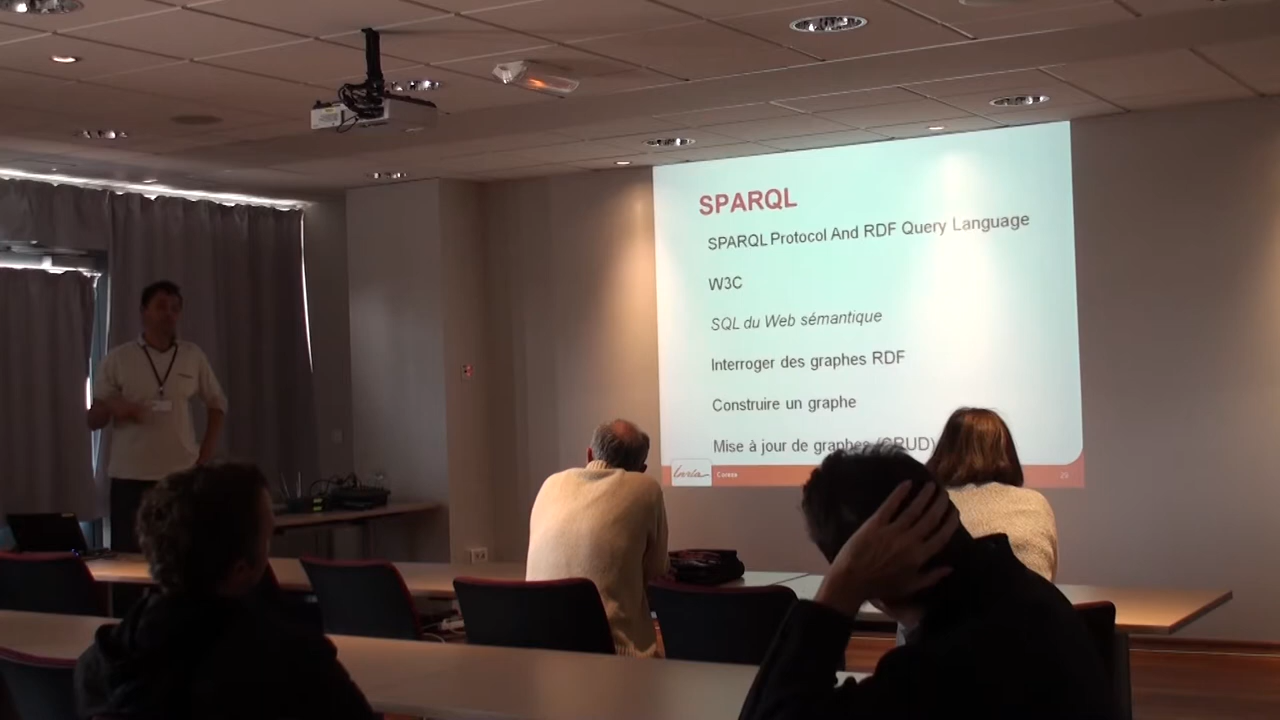 SPARQL
SPARQL Protocol And RDF Query Language
W3C
SQL du Web sémantique
Interroger des graphes RDF
Construire un graphe
Mise à jour de graphes (CRUD)
Inria